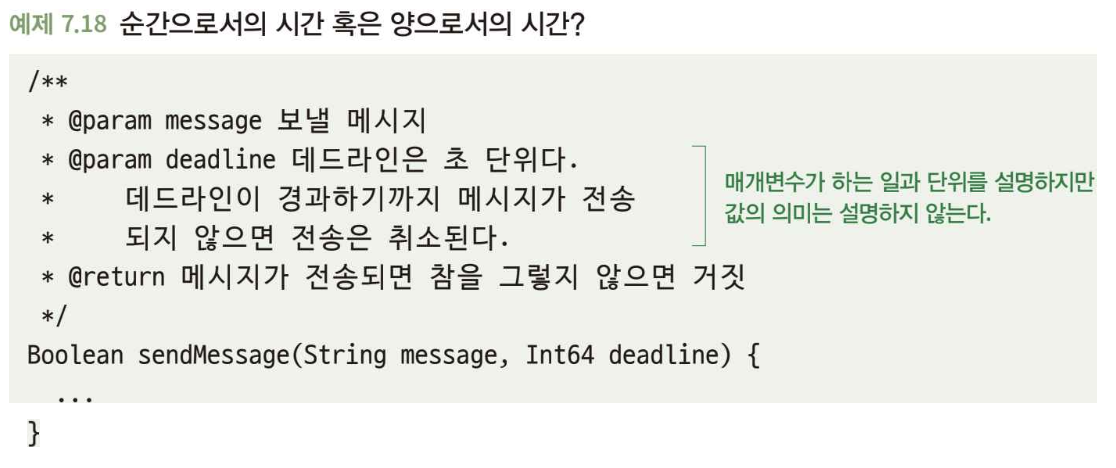 예제 7.18 순간으로서의 시간 혹은 양으로서의 시간?
/**
 * @param message 보낼 메시지
 * @param deadline 데드라인은 초 단위다.
 *     데드라인이 경과하기까지 메시지가 전송
 *     되지 않으면 전송은 취소된다.
매개변수가 하는 일과 단위를 설명하지만
값의 의미는 설명하지 않는다.
 * @return 메시지가 전송되면 참을 그렇지 않으면 거짓
 */
Boolean sendMessage(String message, Int64 deadline) {
  ...
}